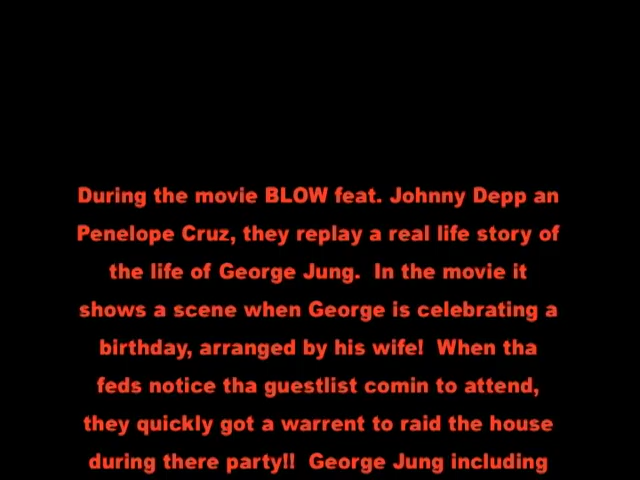 During the movie BLOW feat. Johnny Depp an
Penelope Cruz, they replay a real life story of
the life of George Jung.  In the movie it
shows a scene when George is celebrating a
birthday, arranged by his wife!  When tha
feds notice tha guestlist comin to attend,
they quickly got a warrent to raid the house
during there party!!  George Jung including